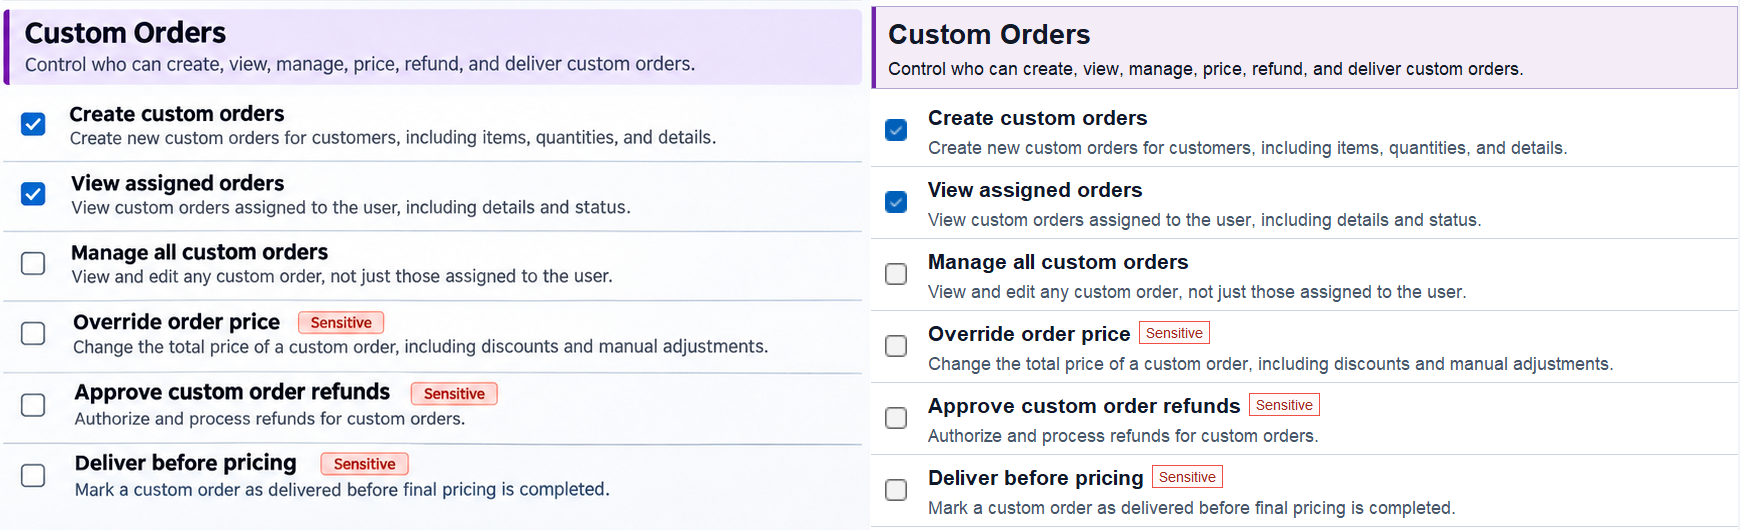 Custom Orders
Control who can create, view, manage, price, refund, and deliver custom orders.
Create custom orders
Create new custom orders for customers, including items, quantities, and details.
View assigned orders
View custom orders assigned to the user, including details and status.
Manage all custom orders
View and edit any custom order, not just those assigned to the user.
Override order price Sensitive
Change the total price of a custom order, including discounts and manual adjustments.
Approve custom order refunds Sensitive
Authorize and process refunds for custom orders.
Deliver before pricing Sensitive
Mark a custom order as delivered before final pricing is completed.
Custom Orders
Control who can create, view, manage, price, refund, and deliver custom orders.
Create custom orders
Create new custom orders for customers, including items, quantities, and details.
View assigned orders
View custom orders assigned to the user, including details and status.
Manage all custom orders
View and edit any custom order, not just those assigned to the user.
Override order price Sensitive
Change the total price of a custom order, including discounts and manual adjustments.
Approve custom order refunds Sensitive
Authorize and process refunds for custom orders.
Deliver before pricing Sensitive
Mark a custom order as delivered before final pricing is completed.